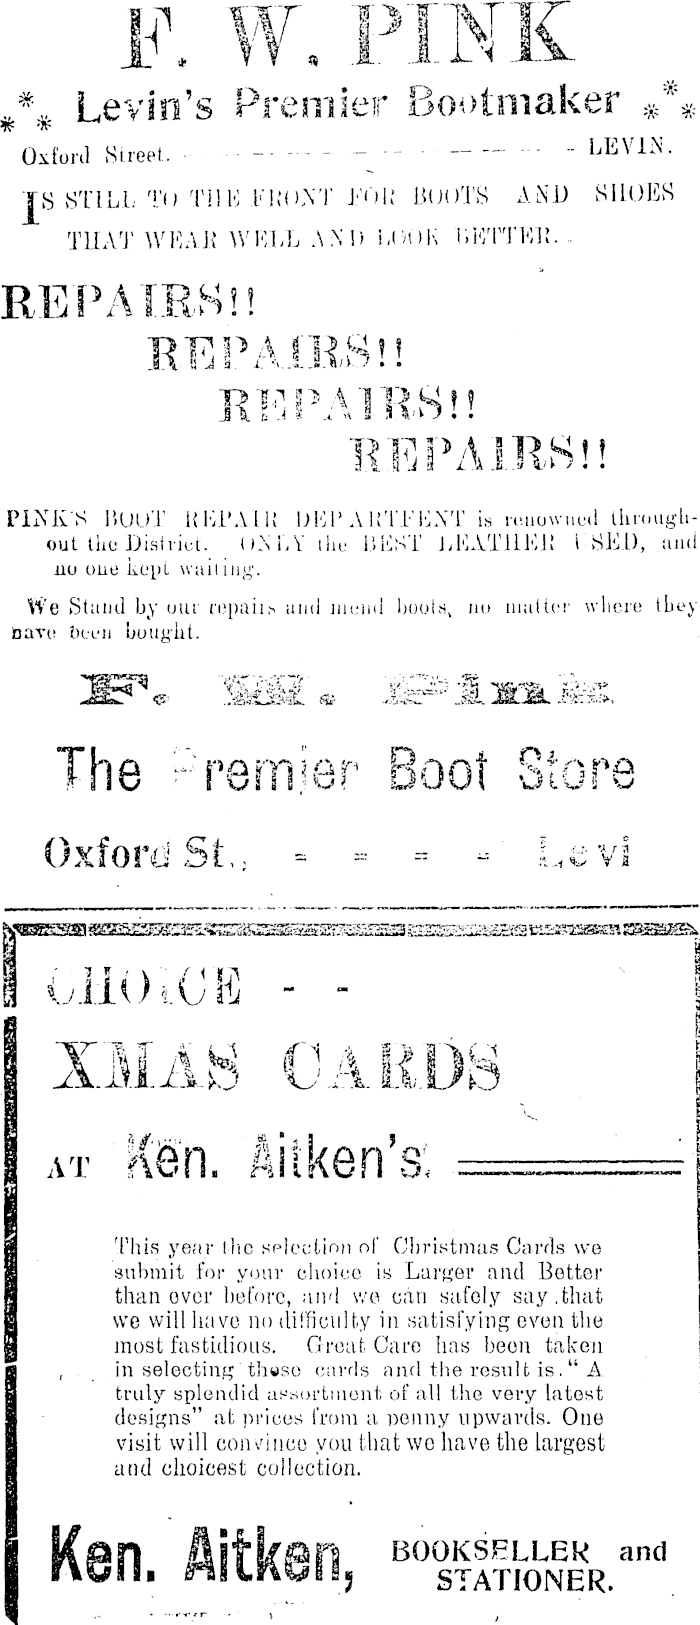 F. W. PINK
Levin's Premier Bootmaker
Oxford Street. - - - - - - - - - - - LEVIN.
IS STILL TO THE FRONT FOR BOOTS AND SHOES
THAT WEAR WELL AND LOOK BETTER.
REPAIRS!!
REPAIRS!!
REPAIRS!!
REPAIRS!!
PINK'S BOOT REPAIR DEPARTFENT is renowned through-
out the District. ONLY the BEST LEATHER USED, and
no one kept waiting.
We Stand by our repairs and mend boots, no matter where they
have been bought.
F. W. Pink
The Premier Boot Store
Oxford St., = = = = Levi
CHOICE - -
XMAS CARDS
AT Ken. Aitken's.
This year the selection of Christmas Cards we
submit for your choice is Larger and Better
than ever before, and we can safely say that
we will have no difficulty in satisfying even the
most fastidious. Great Care has been taken
in selecting these cards and the result is. "A
truly splendid assortment of all the very latest
designs" at prices from a penny upwards. One
visit will convince you that we have the largest
and choicest collection.
Ken. Aitken, BOOKSELLER and
STATIONER.